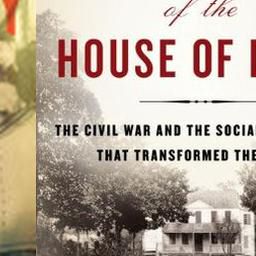 of the
HOUSE OF
THE CIVIL WAR AND THE SOCIA
THAT TRANSFORMED THE